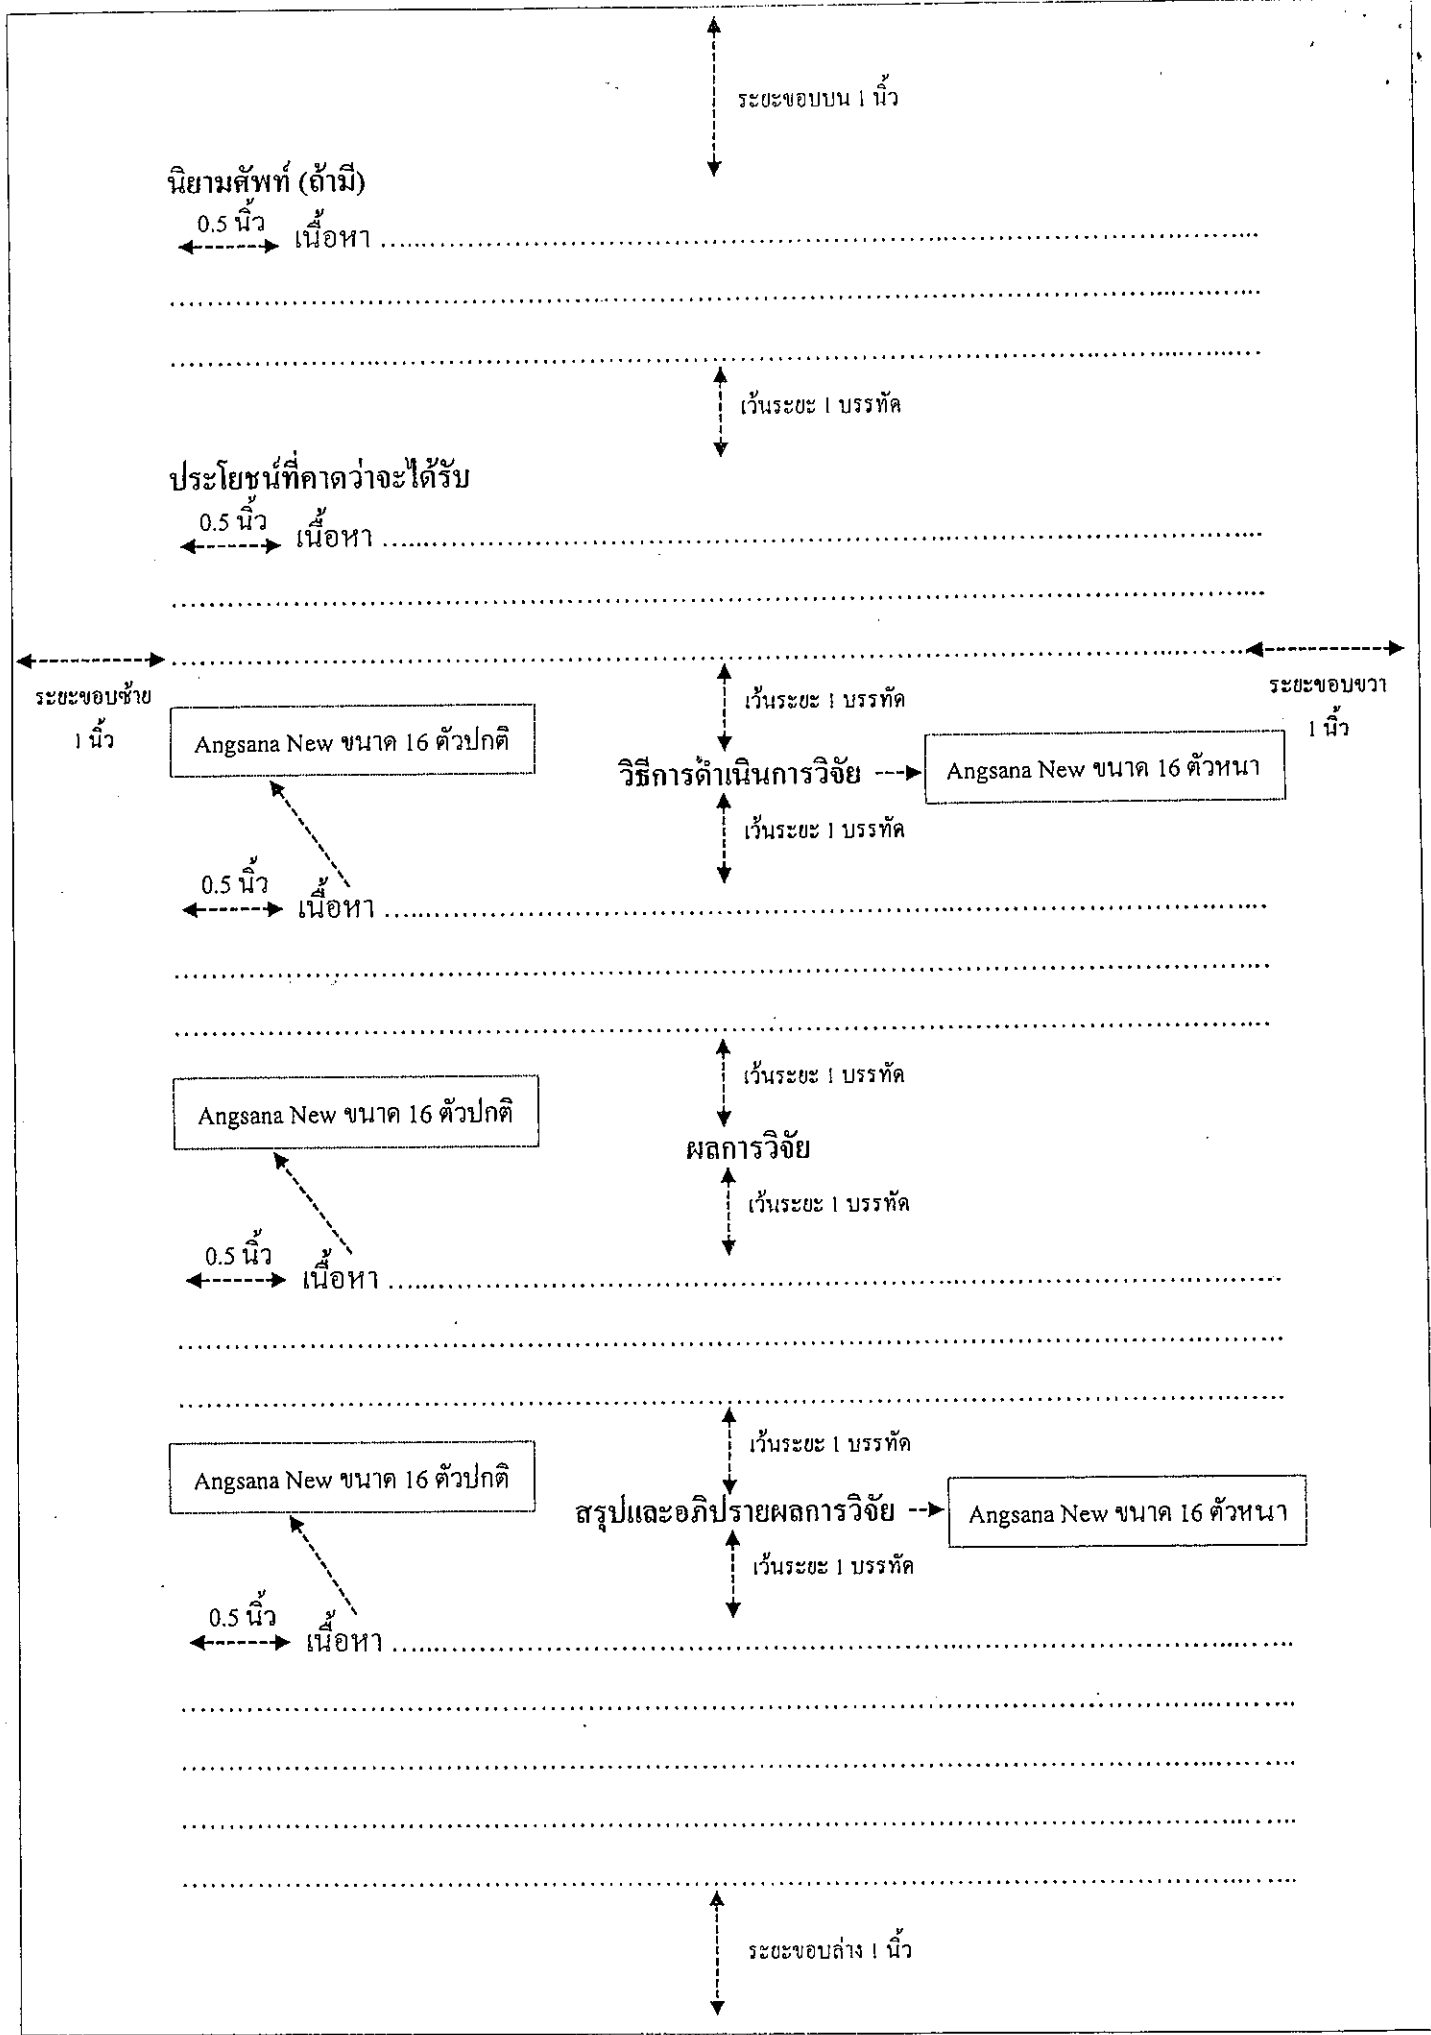 ระยะขอบบน 1 นิ้ว
นิยามศัพท์ (ถ้ามี)
0.5 นิ้ว เนื้อหา ................................................................
................................................................
................................................................
เว้นระยะ 1 บรรทัด
ประโยชน์ที่คาดว่าจะได้รับ
0.5 นิ้ว เนื้อหา ................................................................
................................................................
................................................................
ระยะขอบซ้าย
1 นิ้ว
เว้นระยะ 1 บรรทัด
ระยะขอบขวา
1 นิ้ว
Angsana New ขนาด 16 ตัวปกติ
วิธีการดำเนินการวิจัย
Angsana New ขนาด 16 ตัวหนา
เว้นระยะ 1 บรรทัด
0.5 นิ้ว เนื้อหา ................................................................
................................................................
................................................................
เว้นระยะ 1 บรรทัด
Angsana New ขนาด 16 ตัวปกติ
ผลการวิจัย
เว้นระยะ 1 บรรทัด
0.5 นิ้ว เนื้อหา ................................................................
................................................................
................................................................
เว้นระยะ 1 บรรทัด
Angsana New ขนาด 16 ตัวปกติ
สรุปและอภิปรายผลการวิจัย
Angsana New ขนาด 16 ตัวหนา
เว้นระยะ 1 บรรทัด
0.5 นิ้ว เนื้อหา ................................................................
................................................................
................................................................
................................................................
................................................................
ระยะขอบล่าง 1 นิ้ว